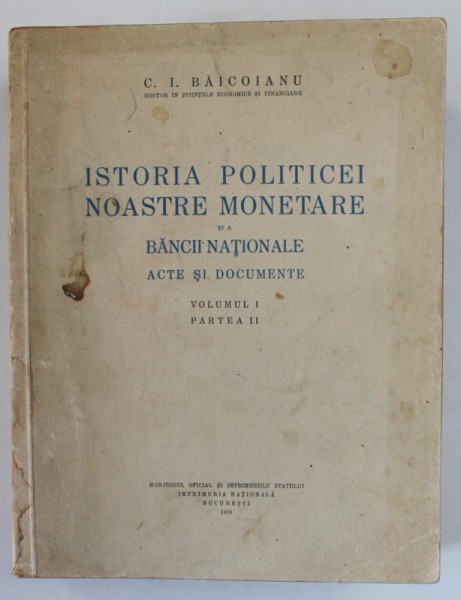 C. I. BĂICOIANU
DOCTOR IN ȘTIINȚELE ECONOMICE ȘI FINANCIARE
ISTORIA POLITICEI
NOASTRE MONETARE
ȘI A
BĂNCII NAȚIONALE
ACTE ȘI DOCUMENTE
VOLUMUL I
PARTEA II
MONITORUL OFICIAL ȘI IMPRIMERIILE STATULUI
IMPRIMERIA NAȚIONALĂ
BUCUREȘTI